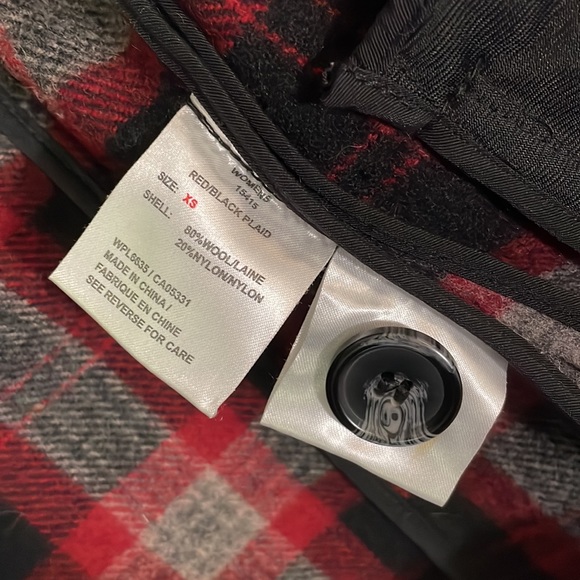 WOMENS
15415
RED/BLACK PLAID
SIZE: XS
SHELL:
80%WOOL/LAINE
20%NYLON/NYLON
WPL6635 / CA05331
MADE IN CHINA /
FABRIQUE EN CHINE
SEE REVERSE FOR CARE